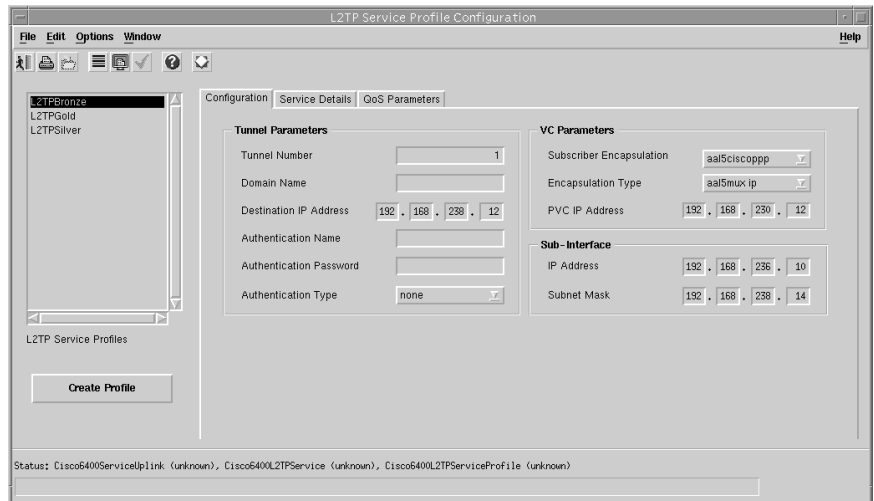 L2TP Service Profile Configuration
File Edit Options Window Help
L2TPBronze
L2TPGold
L2TPSilver
L2TP Service Profiles
Create Profile
Configuration Service Details QoS Parameters
Tunnel Parameters
Tunnel Number 1
Domain Name
Destination IP Address 192 . 168 . 238 . 12
Authentication Name
Authentication Password
Authentication Type none
VC Parameters
Subscriber Encapsulation aal5ciscoppp
Encapsulation Type aal5mux ip
PVC IP Address 192 . 168 . 230 . 12
Sub-Interface
IP Address 192 . 168 . 236 . 10
Subnet Mask 192 . 168 . 238 . 14
Status: Cisco6400ServiceUplink (unknown), Cisco6400L2TPService (unknown), Cisco6400L2TPServiceProfile (unknown)